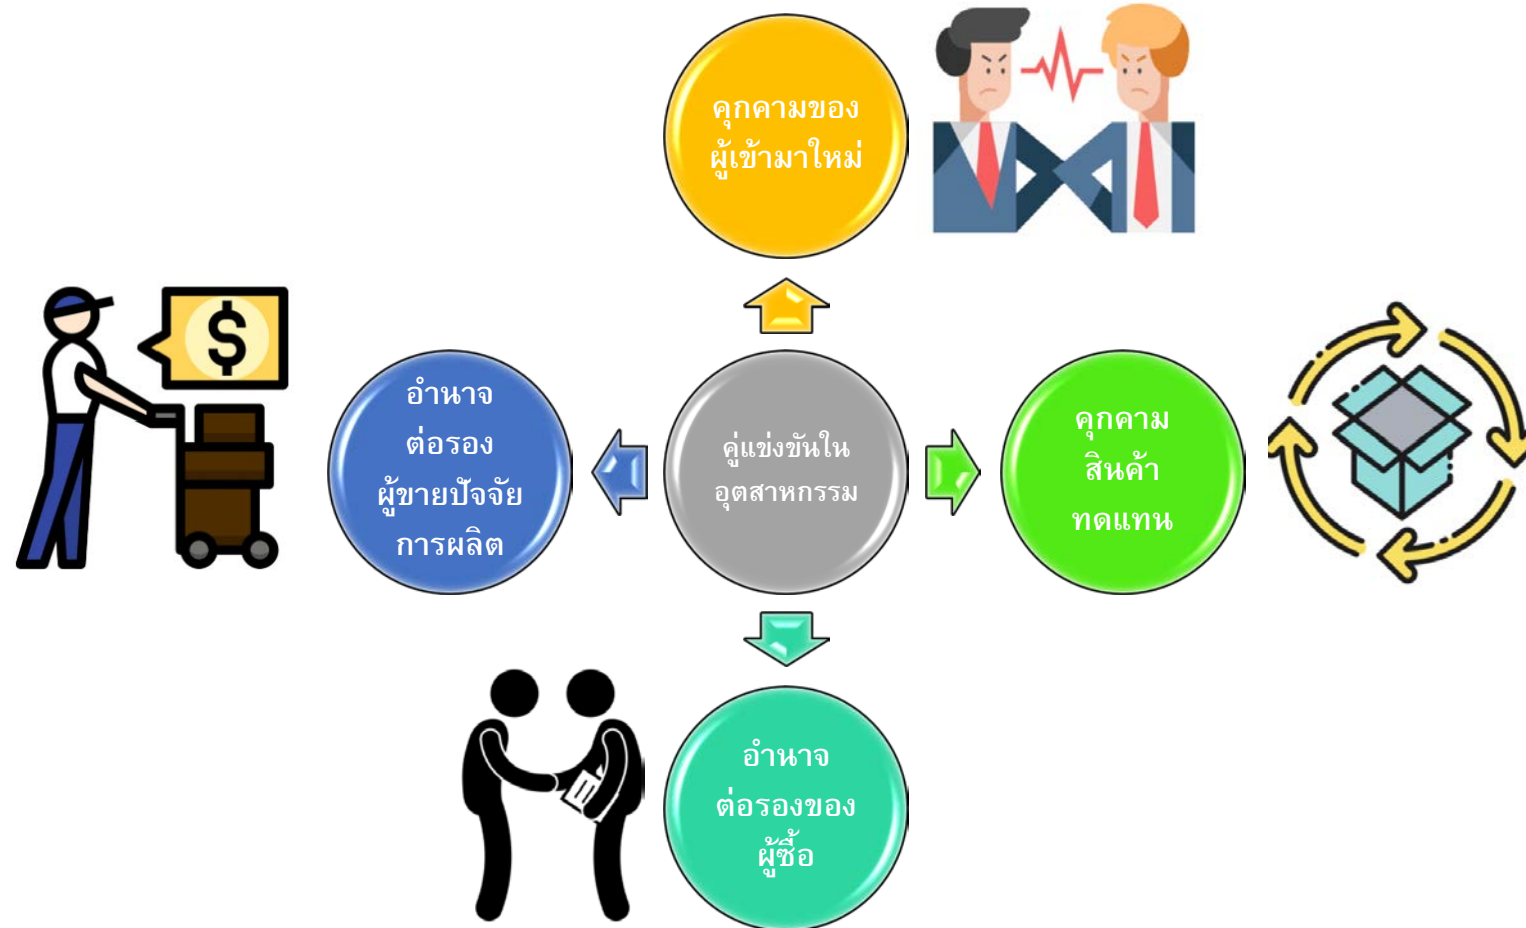 คุกคามของ
ผู้เข้ามาใหม่
อำนาจ
ต่อรอง
ผู้ขายปัจจัย
การผลิต
คู่แข่งขันใน
อุตสาหกรรม
คุกคาม
สินค้า
ทดแทน
อำนาจ
ต่อรองของ
ผู้ซื้อ
$